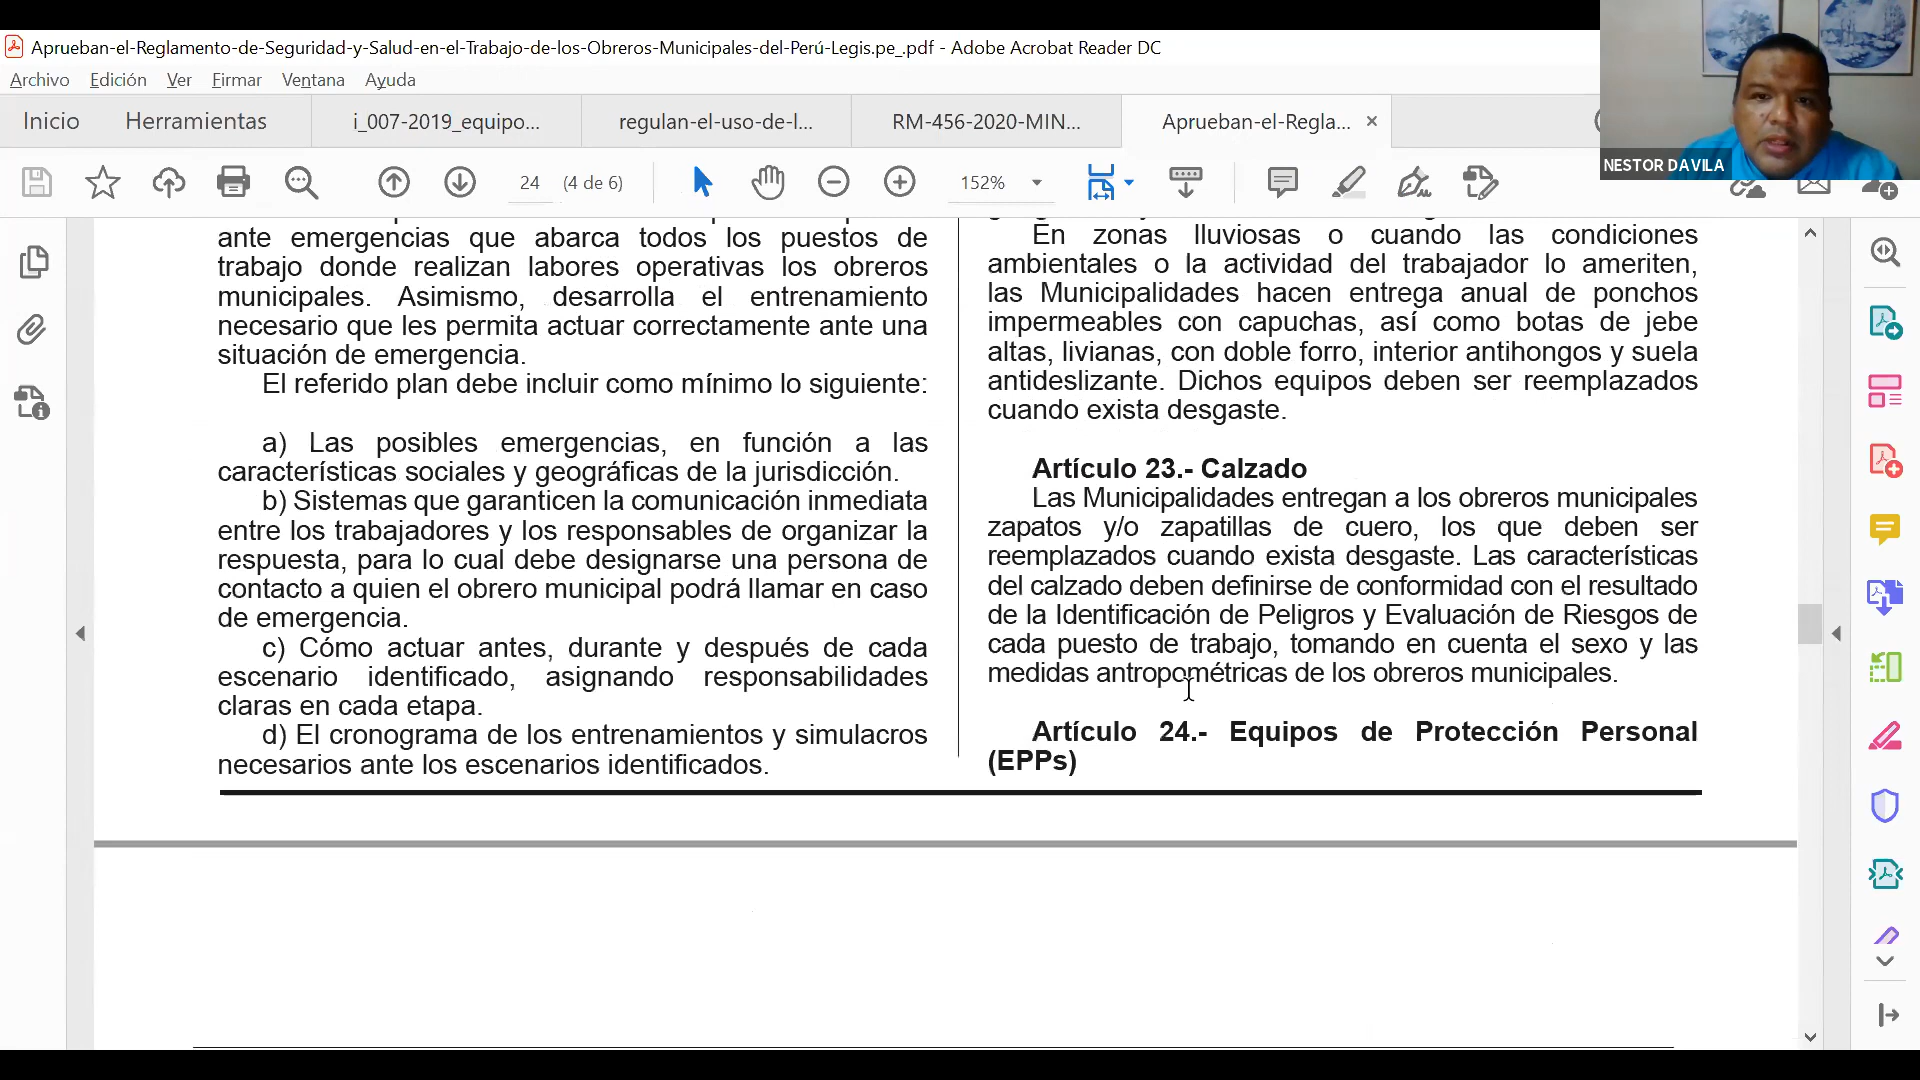 Aprueban-el-Reglamento-de-Seguridad-y-Salud-en-el-Trabajo-de-los-Obreros-Municipales-del-Perú-Legis.pe_.pdf - Adobe Acrobat Reader DC
Archivo Edición Ver Firmar Ventana Ayuda
Inicio Herramientas i_007-2019_equipo... regulan-el-uso-de-l... RM-456-2020-MIN... Aprueban-el-Regla... ×
NESTOR DAVILA
24 (4 de 6) 152%
ante emergencias que abarca todos los puestos de
trabajo donde realizan labores operativas los obreros
municipales. Asimismo, desarrolla el entrenamiento
necesario que les permita actuar correctamente ante una
situación de emergencia.
El referido plan debe incluir como mínimo lo siguiente:
a) Las posibles emergencias, en función a las
características sociales y geográficas de la jurisdicción.
b) Sistemas que garanticen la comunicación inmediata
entre los trabajadores y los responsables de organizar la
respuesta, para lo cual debe designarse una persona de
contacto a quien el obrero municipal podrá llamar en caso
de emergencia.
c) Cómo actuar antes, durante y después de cada
escenario identificado, asignando responsabilidades
claras en cada etapa.
d) El cronograma de los entrenamientos y simulacros
necesarios ante los escenarios identificados.
En zonas lluviosas o cuando las condiciones
ambientales o la actividad del trabajador lo ameriten,
las Municipalidades hacen entrega anual de ponchos
impermeables con capuchas, así como botas de jebe
altas, livianas, con doble forro, interior antihongos y suela
antideslizante. Dichos equipos deben ser reemplazados
cuando exista desgaste.
Artículo 23.- Calzado
Las Municipalidades entregan a los obreros municipales
zapatos y/o zapatillas de cuero, los que deben ser
reemplazados cuando exista desgaste. Las características
del calzado deben definirse de conformidad con el resultado
de la Identificación de Peligros y Evaluación de Riesgos de
cada puesto de trabajo, tomando en cuenta el sexo y las
medidas antropométricas de los obreros municipales.
Artículo 24.- Equipos de Protección Personal
(EPPs)